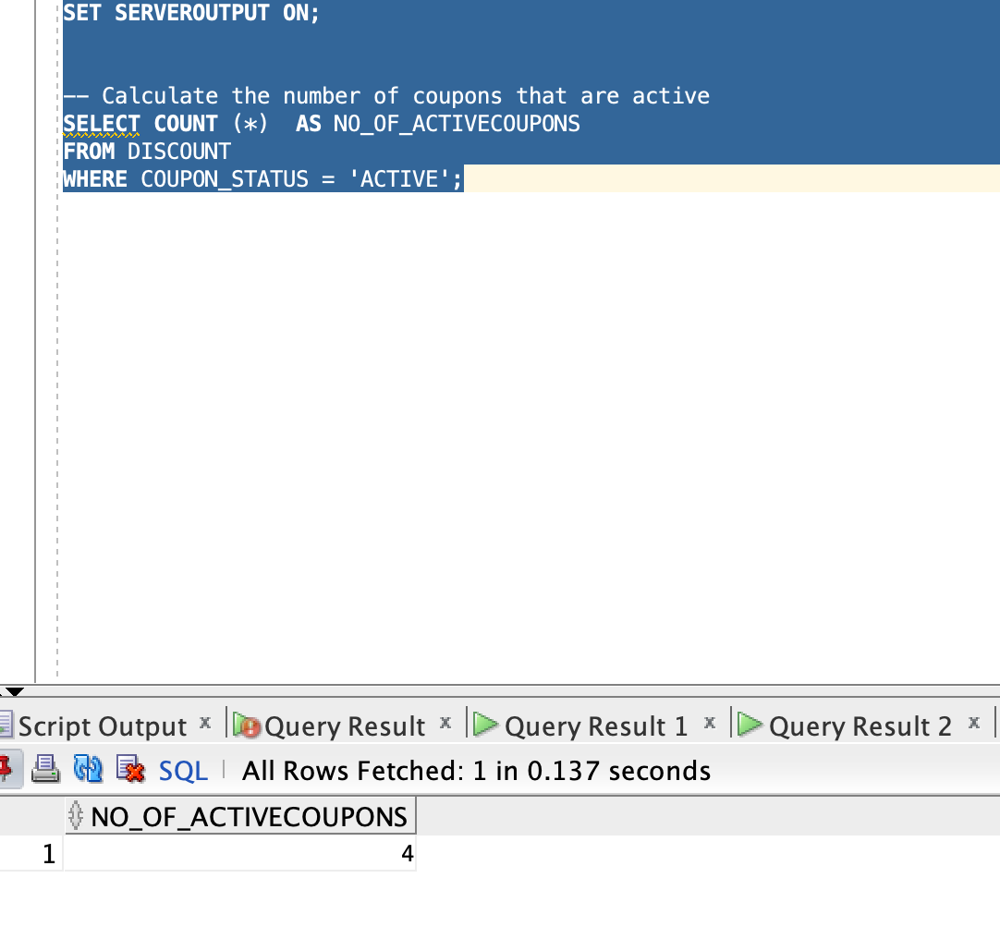 SET SERVEROUTPUT ON;
-- Calculate the number of coupons that are active
SELECT COUNT (*)  AS NO_OF_ACTIVECOUPONS
FROM DISCOUNT
WHERE COUPON_STATUS = 'ACTIVE';
Script Output x Query Result x Query Result 1 x Query Result 2 x
SQL All Rows Fetched: 1 in 0.137 seconds
NO_OF_ACTIVECOUPONS
1 4